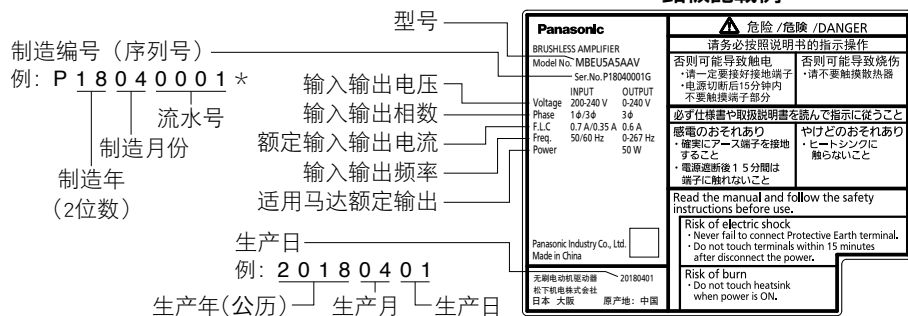 型号
制造编号（序列号）
例: P 1 8 0 4 0 0 0 1 *
流水号
制造月份
制造年
（2位数）
输入输出电压
输入输出相数
额定输入输出电流
输入输出频率
适用马达额定输出
生产日
例: 2 0 1 8 0 4 0 1
生产年(公历)
生产月
生产日
Panasonic
BRUSHLESS AMPLIFIER
Model No. MBEU5A5AAV
Ser.No.P18040001G
INPUT OUTPUT
Voltage 200-240 V 0-240 V
Phase 1ϕ/3ϕ 3ϕ
F.L.C 0.7 A/0.35 A 0.6 A
Freq. 50/60 Hz 0-267 Hz
Power 50 W
Panasonic Industry Co., Ltd.
Made in China
无刷电动机驱动器 20180401
松下机电株式会社
日本 大阪 原产地: 中国
危险 /危険 /DANGER
请务必按照说明书的指示操作
否则可能导致触电
・请一定要接好接地端子
・电源切断后15分钟内
不要触摸端子部分
否则可能导致烧伤
・请不要触摸散热器
必ず仕様書や取扱説明書を読んで指示に従うこと
感電のおそれあり
・確実にアース端子を接地
すること
・電源遮断後１５分間は
端子に触れないこと
やけどのおそれあり
・ヒートシンクに
触らないこと
Read the manual and follow the safety
instructions before use.
Risk of electric shock
・Never fail to connect Protective Earth terminal.
・Do not touch terminals within 15 minutes
after disconnect the power.
Risk of burn
・Do not touch heatsink
when power is ON.